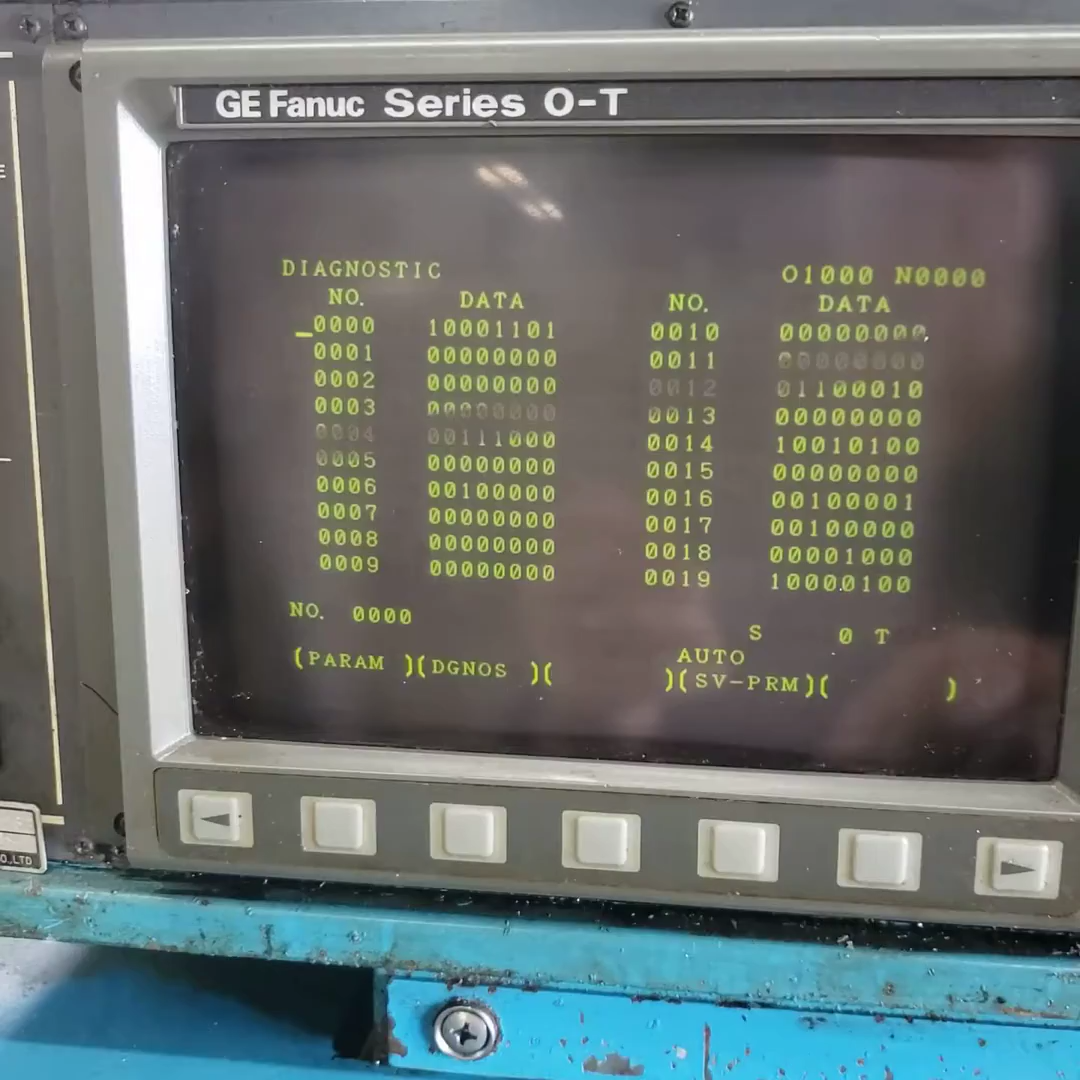 GE Fanuc Series O-T
DIAGNOSTIC O1000 N0000
NO. DATA NO. DATA
0000 10001101 0010 00000000
0001 00000000 0011 00000000
0002 00000000 0012 01100010
0003 00000000 0013 00000000
0004 00111000 0014 10010100
0005 00000000 0015 00000000
0006 00100000 0016 00100001
0007 00000000 0017 00100000
0008 00000000 0018 00001000
0009 00000000 0019 10000100
NO. 0000
S 0 T
AUTO
(PARAM )(DGNOS )( )(SV-PRM)( )
O.,LTD